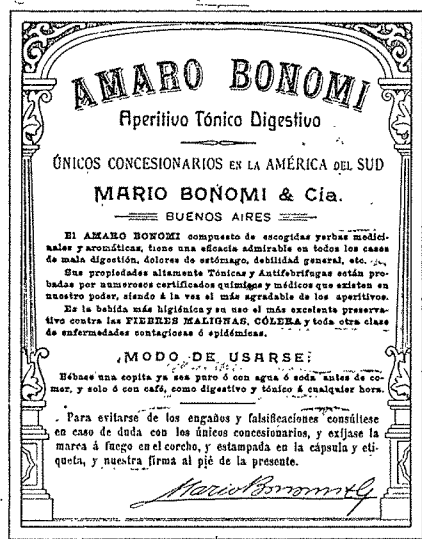 AMARO BONOMI
Aperitivo Tónico Digestivo
ÚNICOS CONCESIONARIOS EN LA AMÉRICA DEL SUD
MARIO BONOMI & Cía.
BUENOS AIRES
El AMARO BONOMI compuesto de escogidas yerbas medici-
nales y aromáticas, tiene una eficacia admirable en todos los casos
de mala digestión, dolores de estómago, debilidad general, etc.
Sus propiedades altamente Tónicas y Antifebrífugas están pro-
badas por numerosos certificados químicos y médicos que existen en
nuestro poder, siendo á la vez el más agradable de los aperitivos.
Es la bebida más higiénica y su uso el más excelente preserva-
tivo contra las FIEBRES MALIGNAS, CÓLERA y toda otra clase
de enfermedades contagiosas ó epidémicas.
MODO DE USARSE:
Bébase una copita ya sea puro ó con agua ó soda antes de co-
mer, y solo ó con café, como digestivo y tónico á cualquier hora.
Para evitarse de los engaños y falsificaciones consúltese
en caso de duda con los únicos concesionarios, y exíjase la
marca á fuego en el corcho, y estampada en la cápsula y eti-
queta, y nuestra firma al pié de la presente.
Mario Bonomi & C